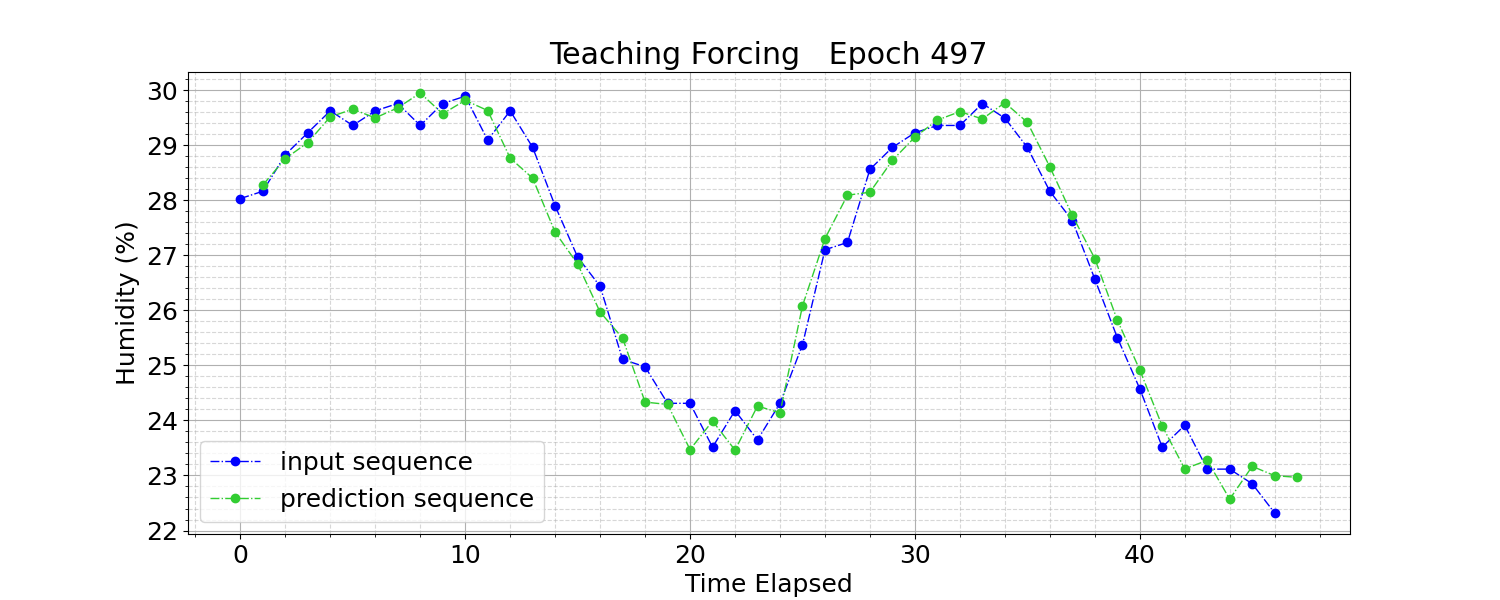 Teaching Forcing   Epoch 497
30
29
28
27
26
25
24
23
22
Humidity (%)
input sequence
prediction sequence
0 10 20 30 40
Time Elapsed